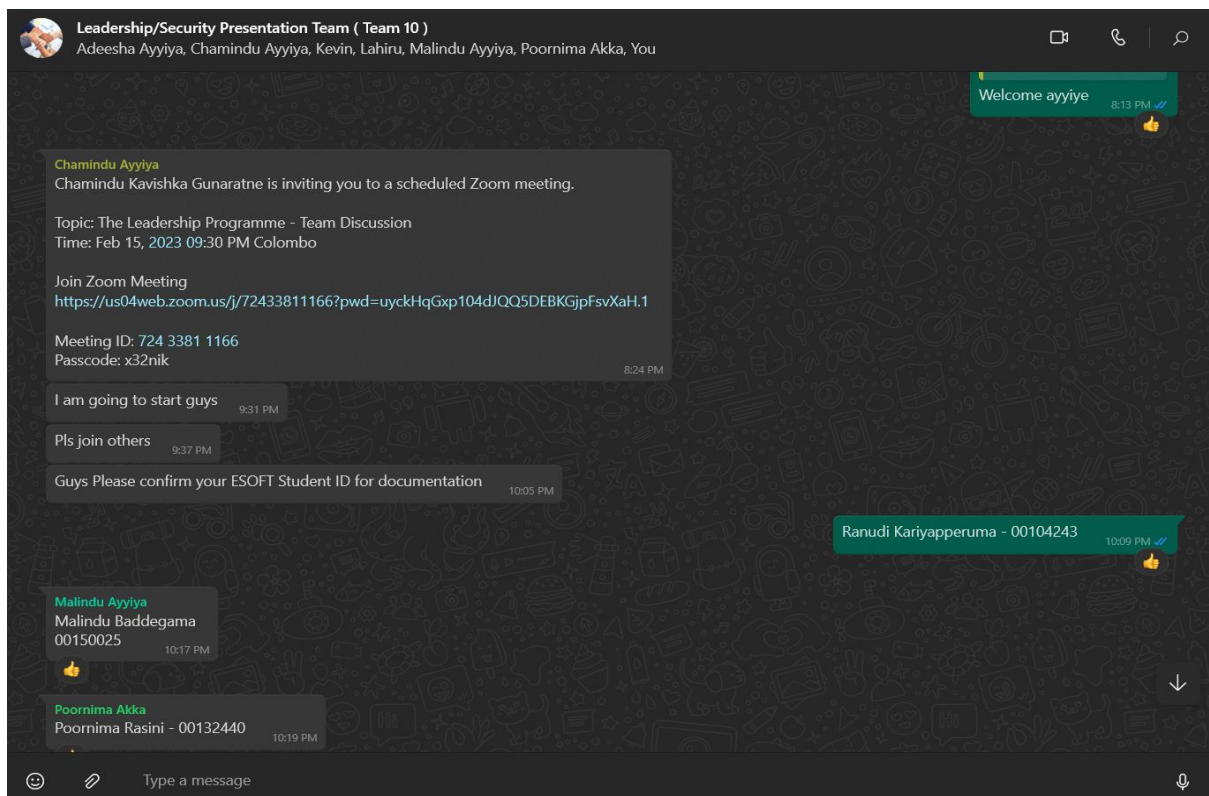 Leadership/Security Presentation Team ( Team 10 )
Adeesha Ayyiya, Chamindu Ayyiya, Kevin, Lahiru, Malindu Ayyiya, Poornima Akka, You
Welcome ayyiye
8:13 PM
Chamindu Ayyiya
Chamindu Kavishka Gunaratne is inviting you to a scheduled Zoom meeting.
Topic: The Leadership Programme - Team Discussion
Time: Feb 15, 2023 09:30 PM Colombo
Join Zoom Meeting
https://us04web.zoom.us/j/72433811166?pwd=uyckHqGxp104dJQQ5DEBKGjpFsvXaH.1
Meeting ID: 724 3381 1166
Passcode: x32nik
8:24 PM
I am going to start guys
9:31 PM
Pls join others
9:37 PM
Guys Please confirm your ESOFT Student ID for documentation
10:05 PM
Ranudi Kariyapperuma - 00104243
10:09 PM
Malindu Ayyiya
Malindu Baddegama
00150025
10:17 PM
Poornima Akka
Poornima Rasini - 00132440
10:19 PM
Type a message